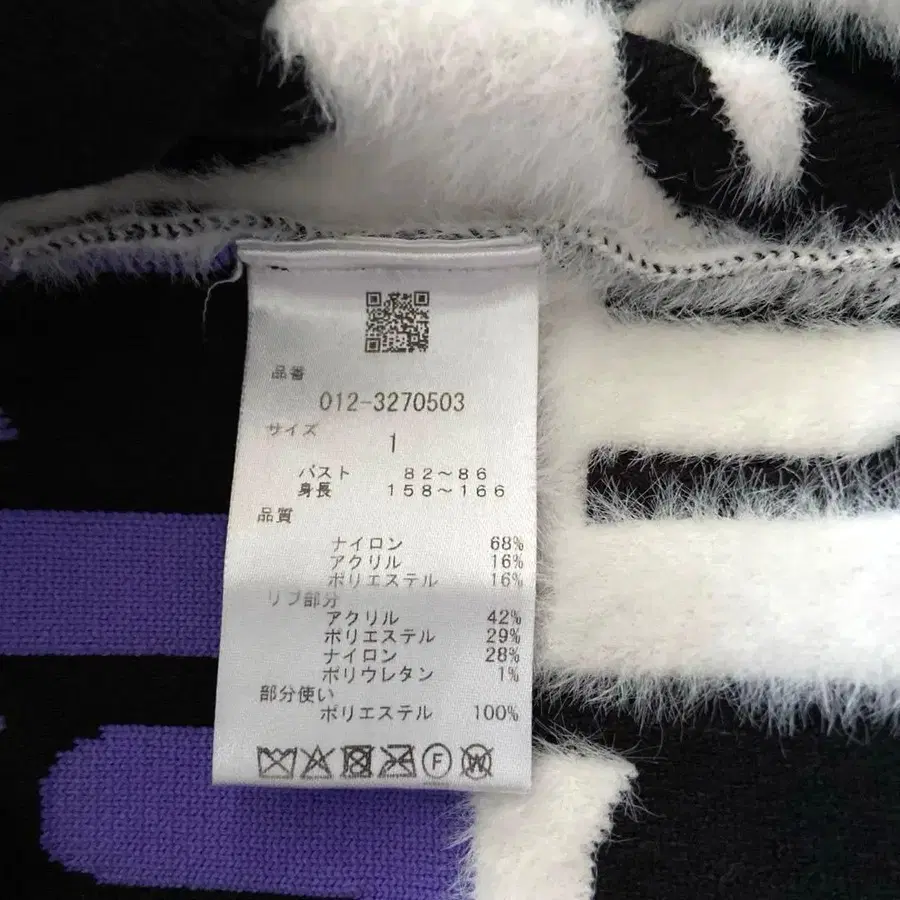 品番
012-3270503
サイズ
1
バスト 82～86
身長 158～166
品質
ナイロン 68%
アクリル 16%
ポリエステル 16%
リブ部分
アクリル 42%
ポリエステル 29%
ナイロン 28%
ポリウレタン 1%
部分使い
ポリエステル 100%
F W